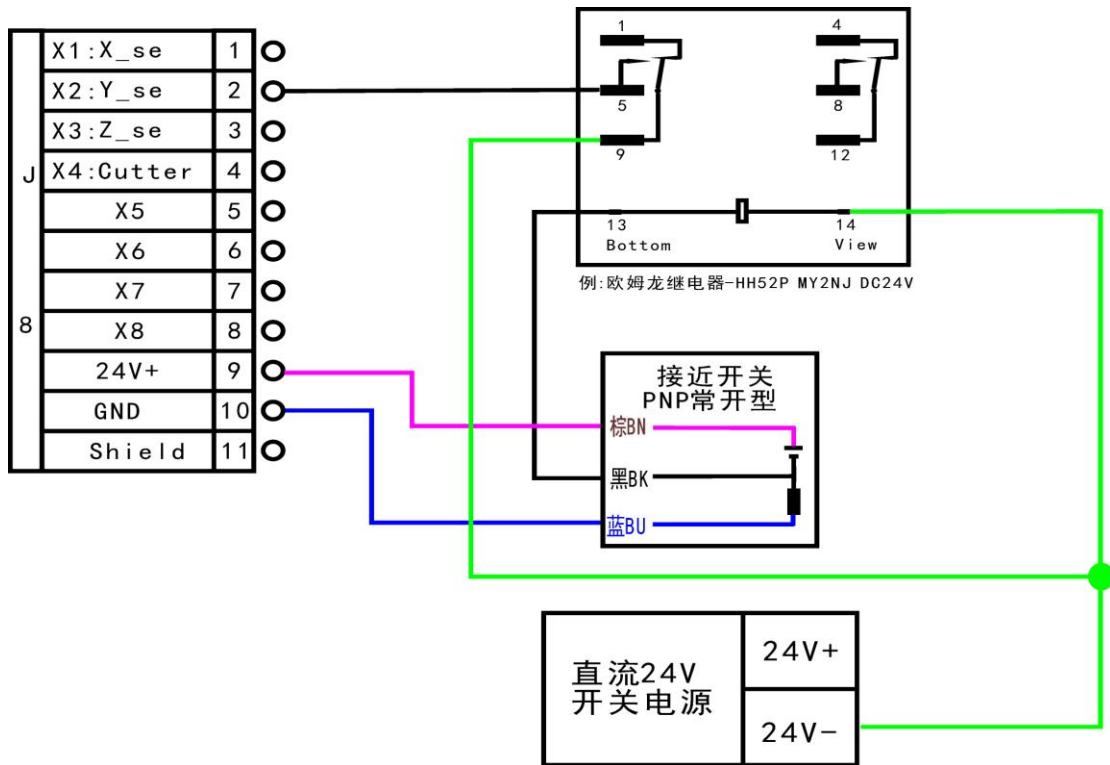 J
8
X1:X_se 1
X2:Y_se 2
X3:Z_se 3
X4:Cutter 4
X5 5
X6 6
X7 7
X8 8
24V+ 9
GND 10
Shield 11
1 4
5 8
9 12
13 14
Bottom View
例:欧姆龙继电器-HH52P MY2NJ DC24V
接近开关
PNP常开型
棕BN
黑BK
蓝BU
直流24V
开关电源
24V+
24V-